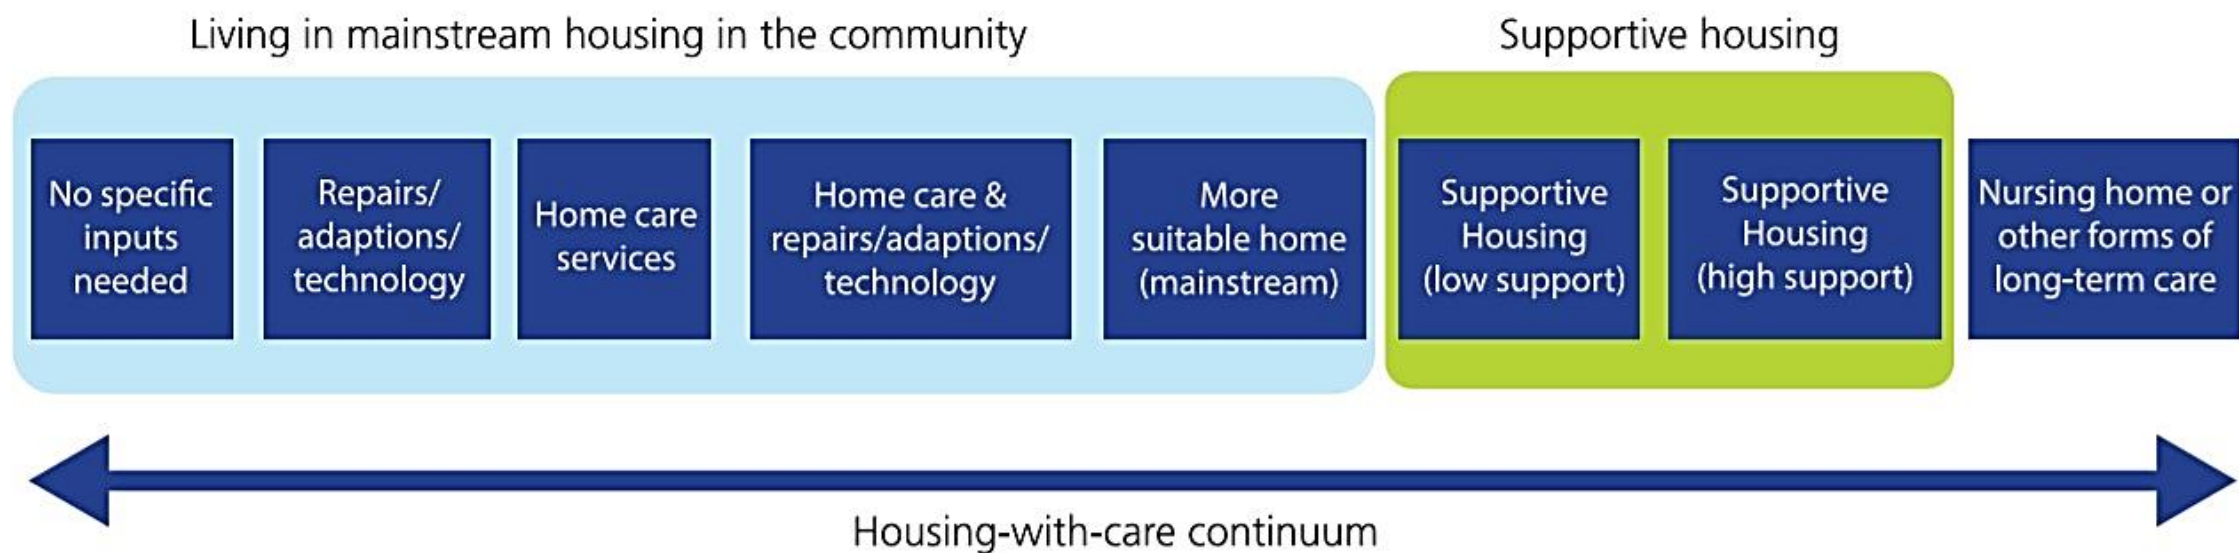 Living in mainstream housing in the community
Supportive housing
No specific
inputs
needed
Repairs/
adaptions/
technology
Home care
services
Home care &
repairs/adaptions/
technology
More
suitable home
(mainstream)
Supportive
Housing
(low support)
Supportive
Housing
(high support)
Nursing home or
other forms of
long-term care
Housing-with-care continuum